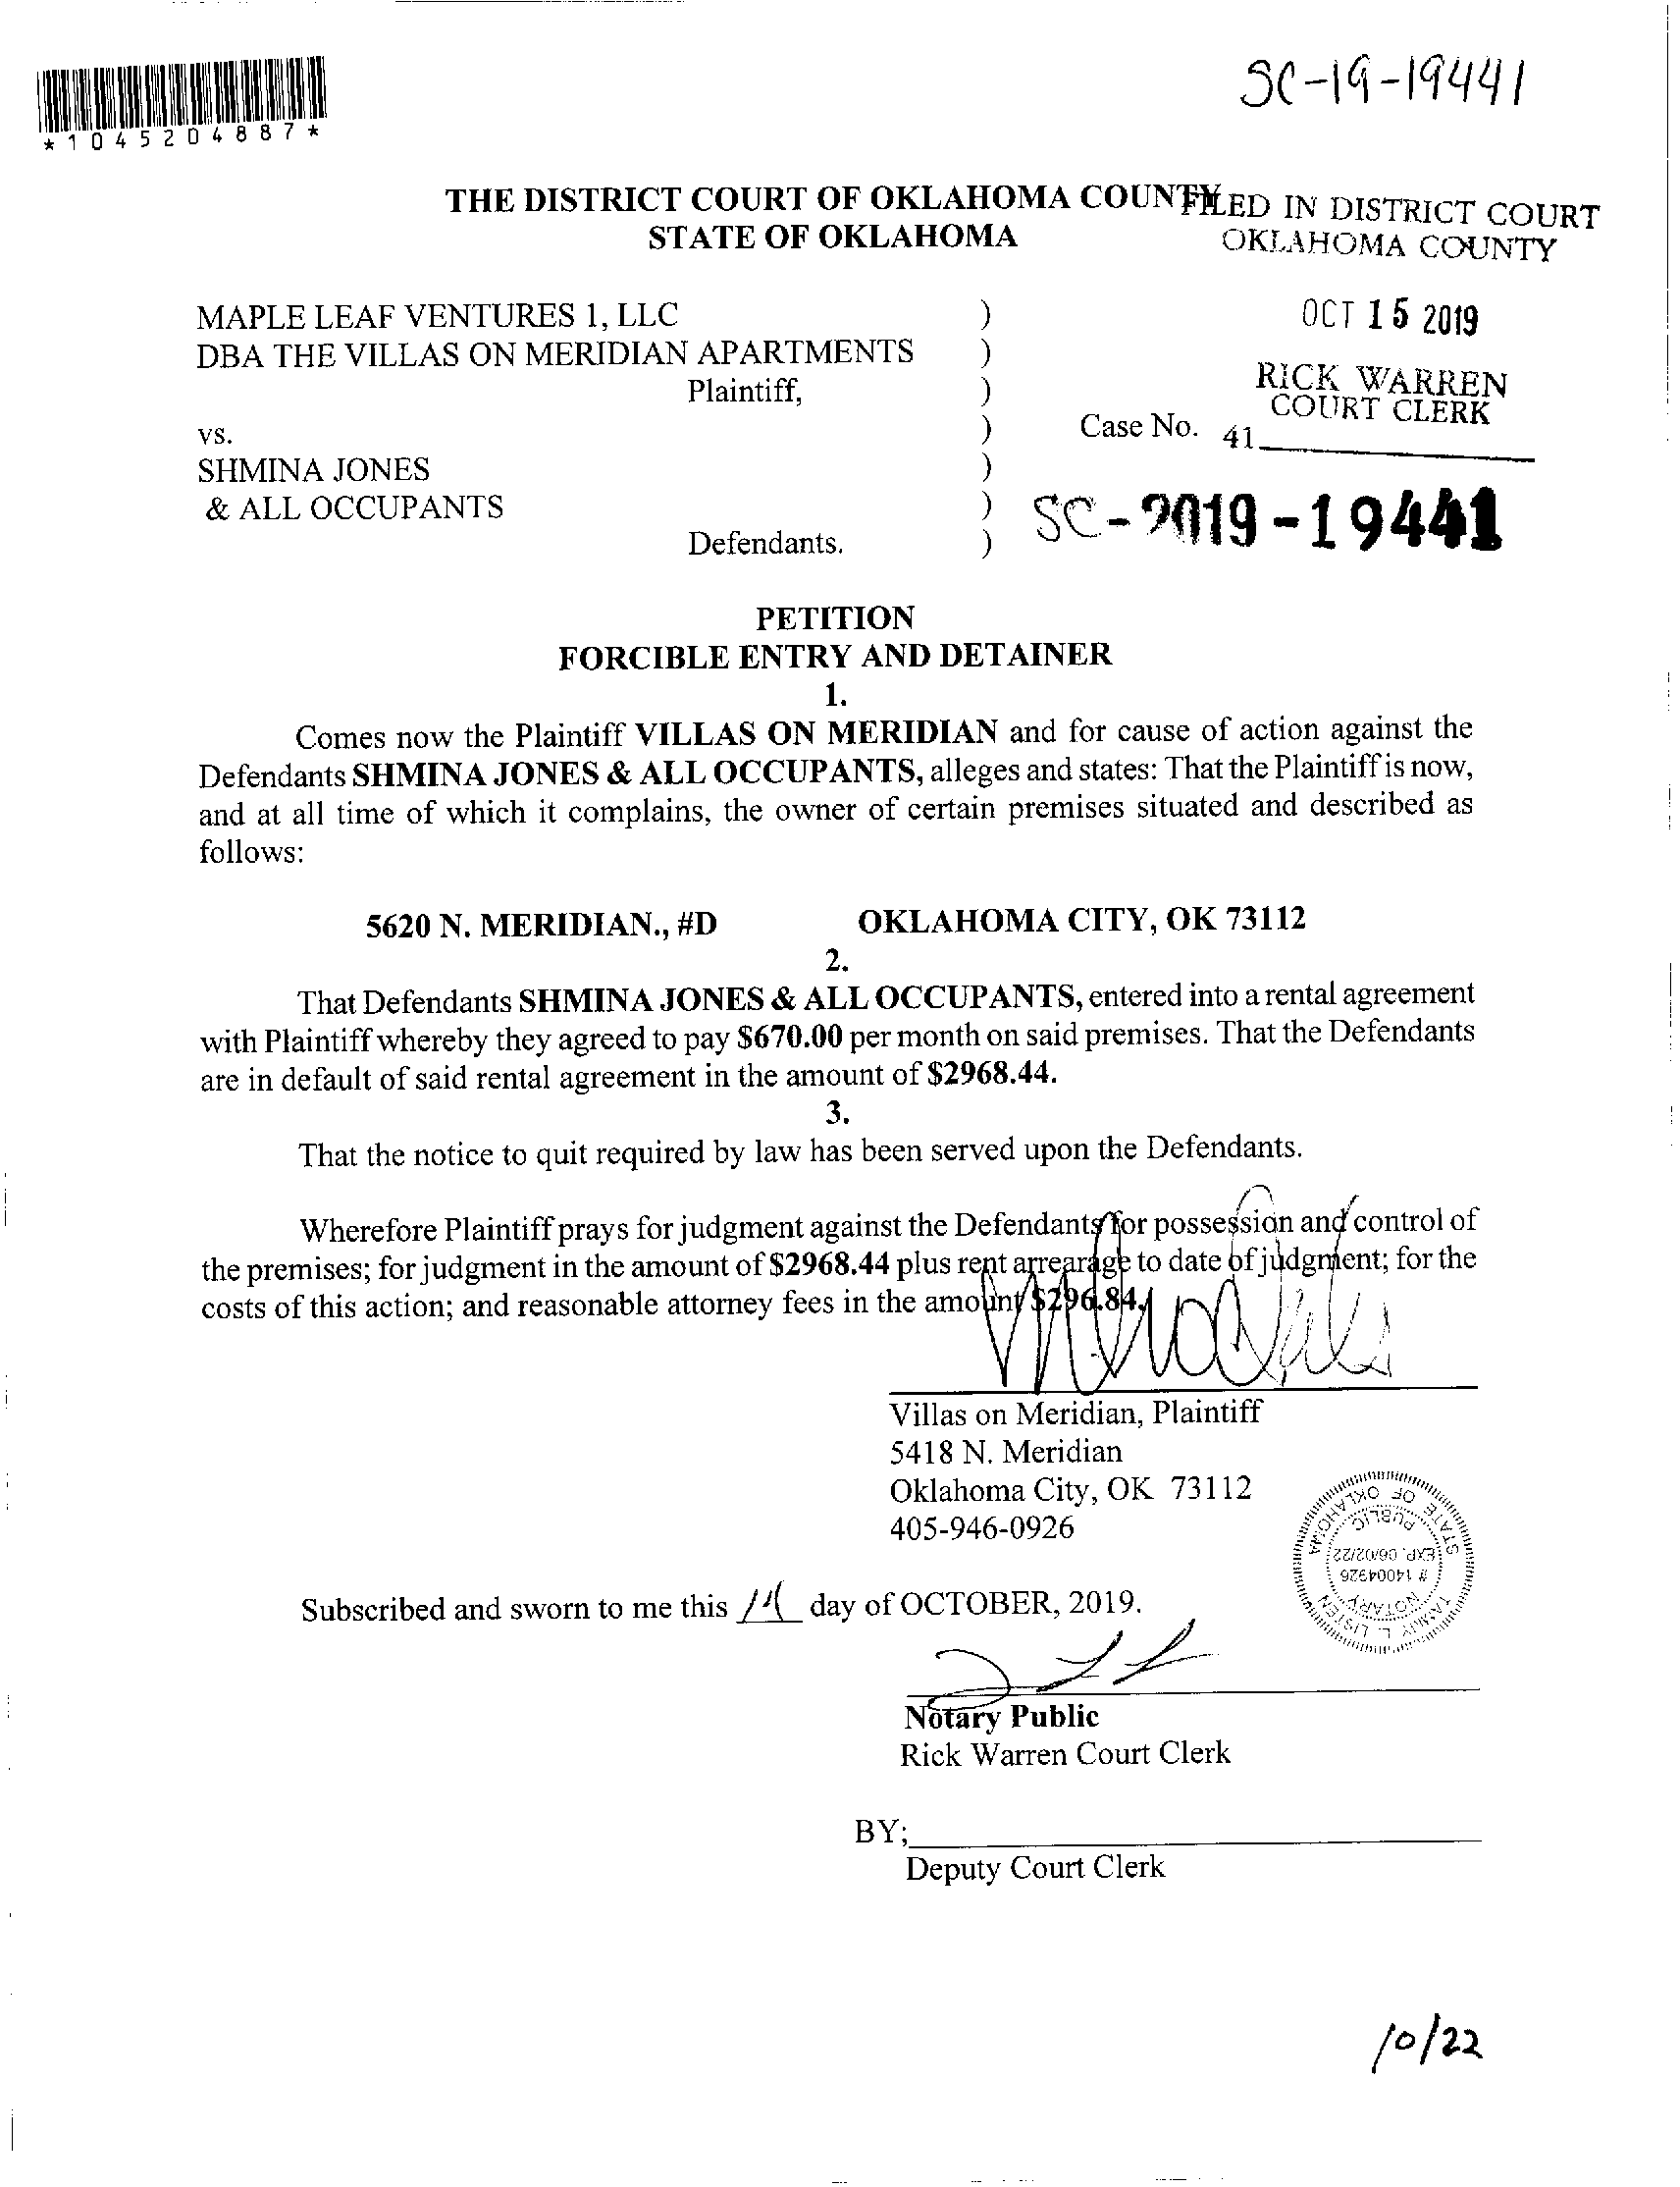 SC-19-19441
*1045204887*
THE DISTRICT COURT OF OKLAHOMA COUNTY
STATE OF OKLAHOMA
FILED IN DISTRICT COURT
OKLAHOMA COUNTY
OCT 15 2019
RICK WARREN
COURT CLERK
41
MAPLE LEAF VENTURES 1, LLC )
DBA THE VILLAS ON MERIDIAN APARTMENTS )
Plaintiff, )
vs. ) Case No.
SHMINA JONES )
& ALL OCCUPANTS ) SC-2019-19441
Defendants. )
PETITION
FORCIBLE ENTRY AND DETAINER
1.
Comes now the Plaintiff VILLAS ON MERIDIAN and for cause of action against the
Defendants SHMINA JONES & ALL OCCUPANTS, alleges and states: That the Plaintiff is now,
and at all time of which it complains, the owner of certain premises situated and described as
follows:
5620 N. MERIDIAN., #D OKLAHOMA CITY, OK 73112
2.
That Defendants SHMINA JONES & ALL OCCUPANTS, entered into a rental agreement
with Plaintiff whereby they agreed to pay $670.00 per month on said premises. That the Defendants
are in default of said rental agreement in the amount of $2968.44.
3.
That the notice to quit required by law has been served upon the Defendants.
Wherefore Plaintiff prays for judgment against the Defendants for possession and control of
the premises; for judgment in the amount of $2968.44 plus rent arrearage to date of judgment; for the
costs of this action; and reasonable attorney fees in the amount $296.84.
Villas on Meridian, Plaintiff
5418 N. Meridian
Oklahoma City, OK 73112
405-946-0926
TAMMY L. LISTEN
NOTARY
# 14004926
EXP. 06/02/22
PUBLIC
STATE OF OKLAHOMA
Subscribed and sworn to me this 14 day of OCTOBER, 2019.
Notary Public
Rick Warren Court Clerk
BY;
Deputy Court Clerk
10/22